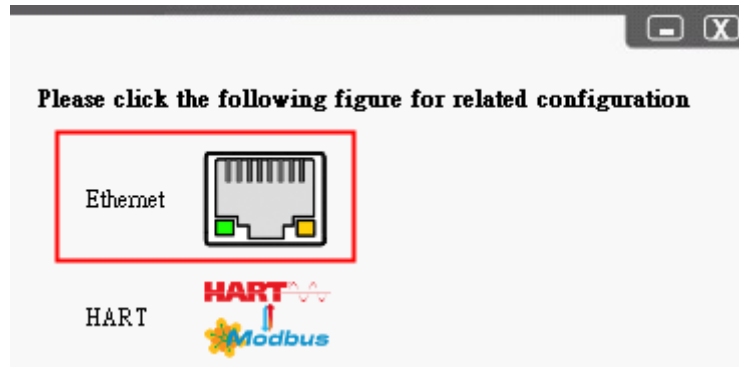 Please click the following figure for related configuration
Ethernet
HART
HART
Modbus